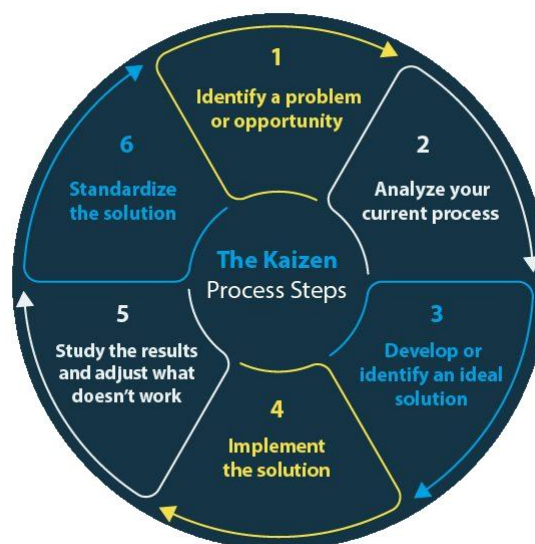 1
Identify a problem
or opportunity
2
Analyze your
current process
3
Develop or
identify an ideal
solution
4
Implement
the solution
5
Study the results
and adjust what
doesn’t work
6
Standardize
the solution
The Kaizen
Process Steps